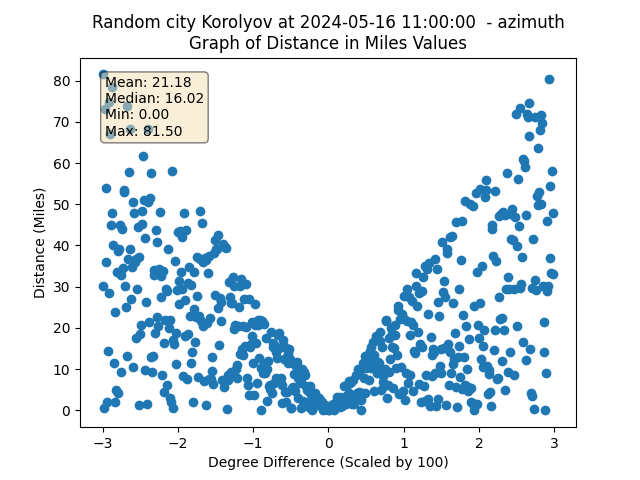 Random city Korolyov at 2024-05-16 11:00:00  - azimuth
Graph of Distance in Miles Values
Mean: 21.18
Median: 16.02
Min: 0.00
Max: 81.50
Distance (Miles)
80
70
60
50
40
30
20
10
0
−3
−2
−1
0
1
2
3
Degree Difference (Scaled by 100)